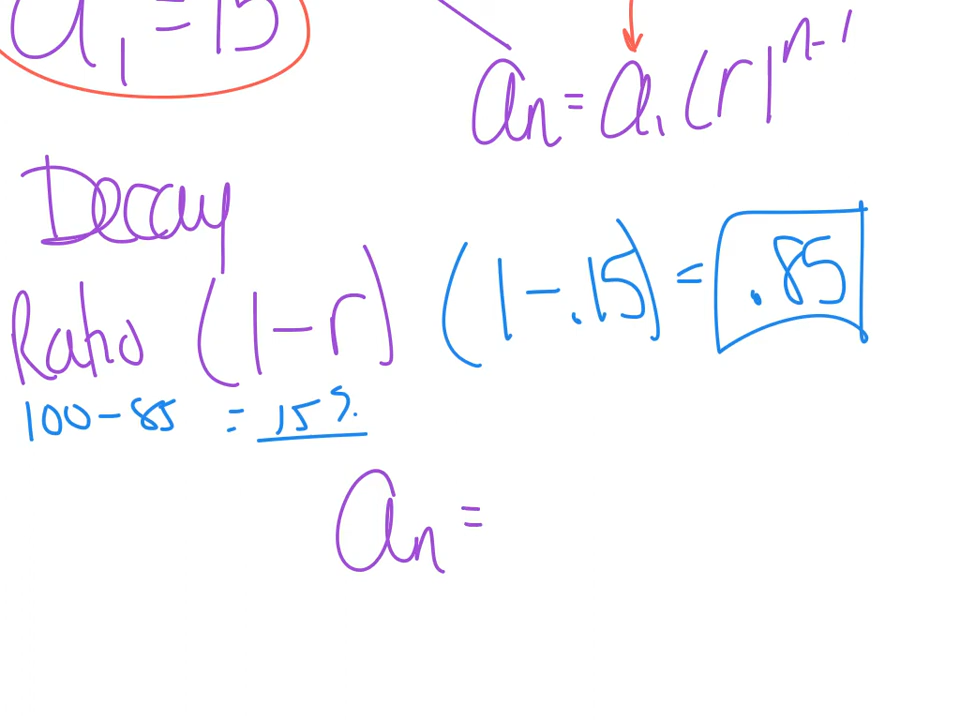 a₁ = 15
aₙ = a₁(r)ⁿ⁻¹
Decay
Ratio (1-r) (1-.15) = .85
100-85 = 15%
aₙ =